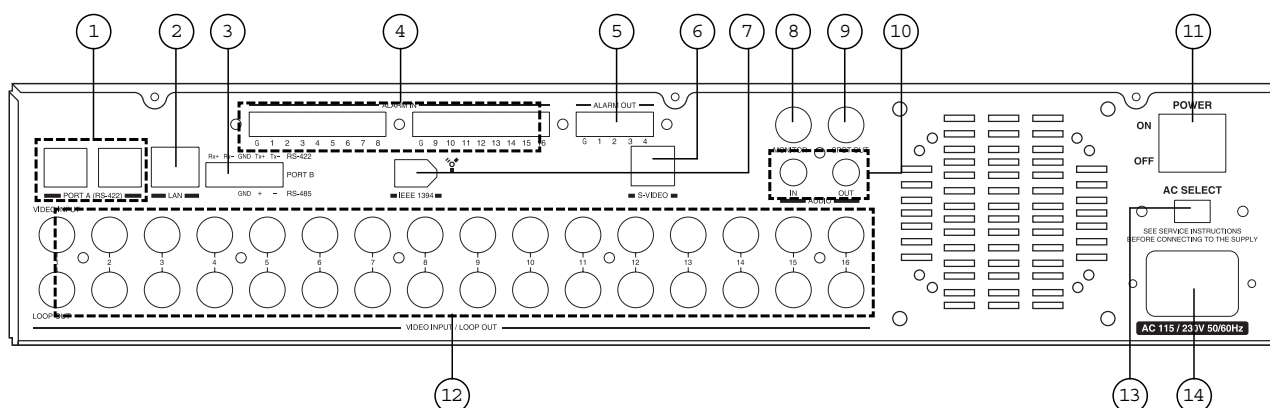 1 2 3 4 5 6 7 8 9 10 11
ALARM IN ALARM OUT POWER
ON
G 1 2 3 4 5 6 7 8 9 10 11 12 13 14 15 16 G 1 2 3 4
MONITOR SPOT OUT
Rx+ Rx- GND Tx+ Tx- RS-422
OFF
PORT B
PORT A (RS-422) LAN GND + - RS-485 IEEE 1394 S-VIDEO IN OUT
AUDIO
AC SELECT
VIDEO INPUT
SEE SERVICE INSTRUCTIONS
BEFORE CONNECTING TO THE SUPPLY
2 3 4 5 6 7 8 9 10 11 12 13 14 15 16
LOOP OUT
VIDEO INPUT / LOOP OUT
AC 115 / 230V 50/60Hz
12 13 14